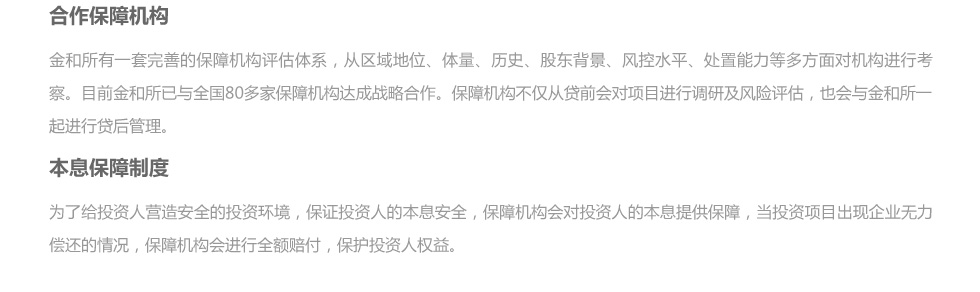 合作保障机构
金和所有一套完善的保障机构评估体系，从区域地位、体量、历史、股东背景、风控水平、处置能力等多方面对机构进行考
察。目前金和所已与全国80多家保障机构达成战略合作。保障机构不仅从贷前会对项目进行调研及风险评估，也会与金和所一
起进行贷后管理。
本息保障制度
为了给投资人营造安全的投资环境，保证投资人的本息安全，保障机构会对投资人的本息提供保障，当投资项目出现企业无力
偿还的情况，保障机构会进行全额赔付，保护投资人权益。